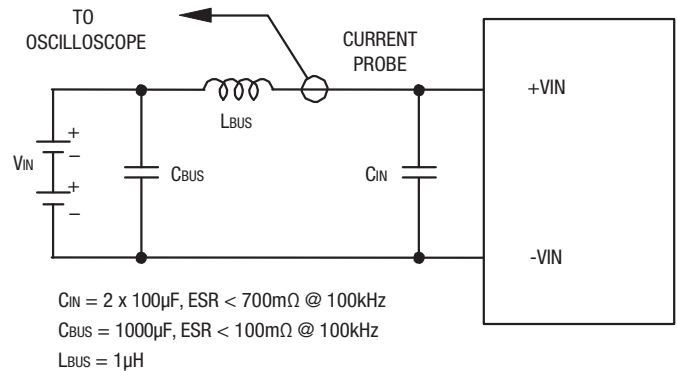 TO
OSCILLOSCOPE
CURRENT
PROBE
+VIN
LBUS
+
−
VIN
+
−
CBUS
CIN
-VIN
CIN = 2 x 100µF, ESR < 700mΩ @ 100kHz
CBUS = 1000µF, ESR < 100mΩ @ 100kHz
LBUS = 1µH